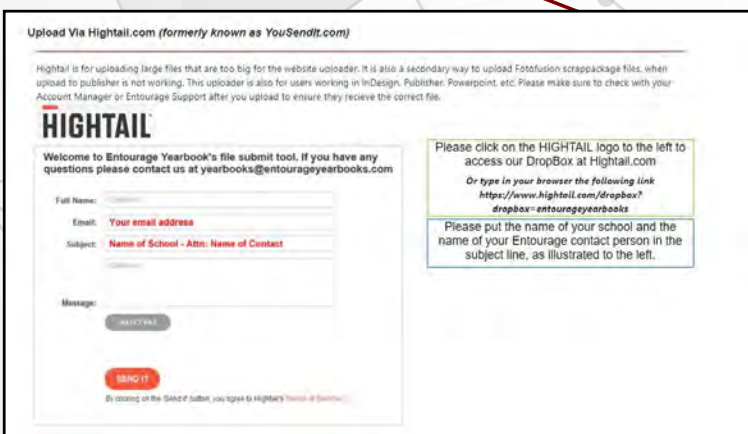 Upload Via Hightail.com (formerly known as YouSendIt.com)
Hightail is for uploading large files that are too big for the website uploader. It is also a
secondary way to upload Fotofusion scrappackage files, when
upload to publisher is not working. This uploader is also for users working in InDesign, Publisher, Powerpoint, etc. Please make sure to check with your
Account Manager or Entourage Support after you upload to ensure they recieve the correct file.
HIGHTAIL
Welcome to Entourage Yearbook's file submit tool. If you have any
questions please contact us at yearbooks@entourageyearbooks.com
Full Name:
Email: Your email address
Subject: Name of School - Attn: Name of Contact
Message:
SELECT FILE
SEND IT
By clicking on the 'Send it' button, you agree to Hightail's Terms of Service
Please click on the HIGHTAIL logo to the left to
access our DropBox at Hightail.com
Or type in your browser the following link
https://www.hightail.com/dropbox?
dropbox=entourageyearbooks
Please put the name of your school and the
name of your Entourage contact person in the
subject line, as illustrated to the left.